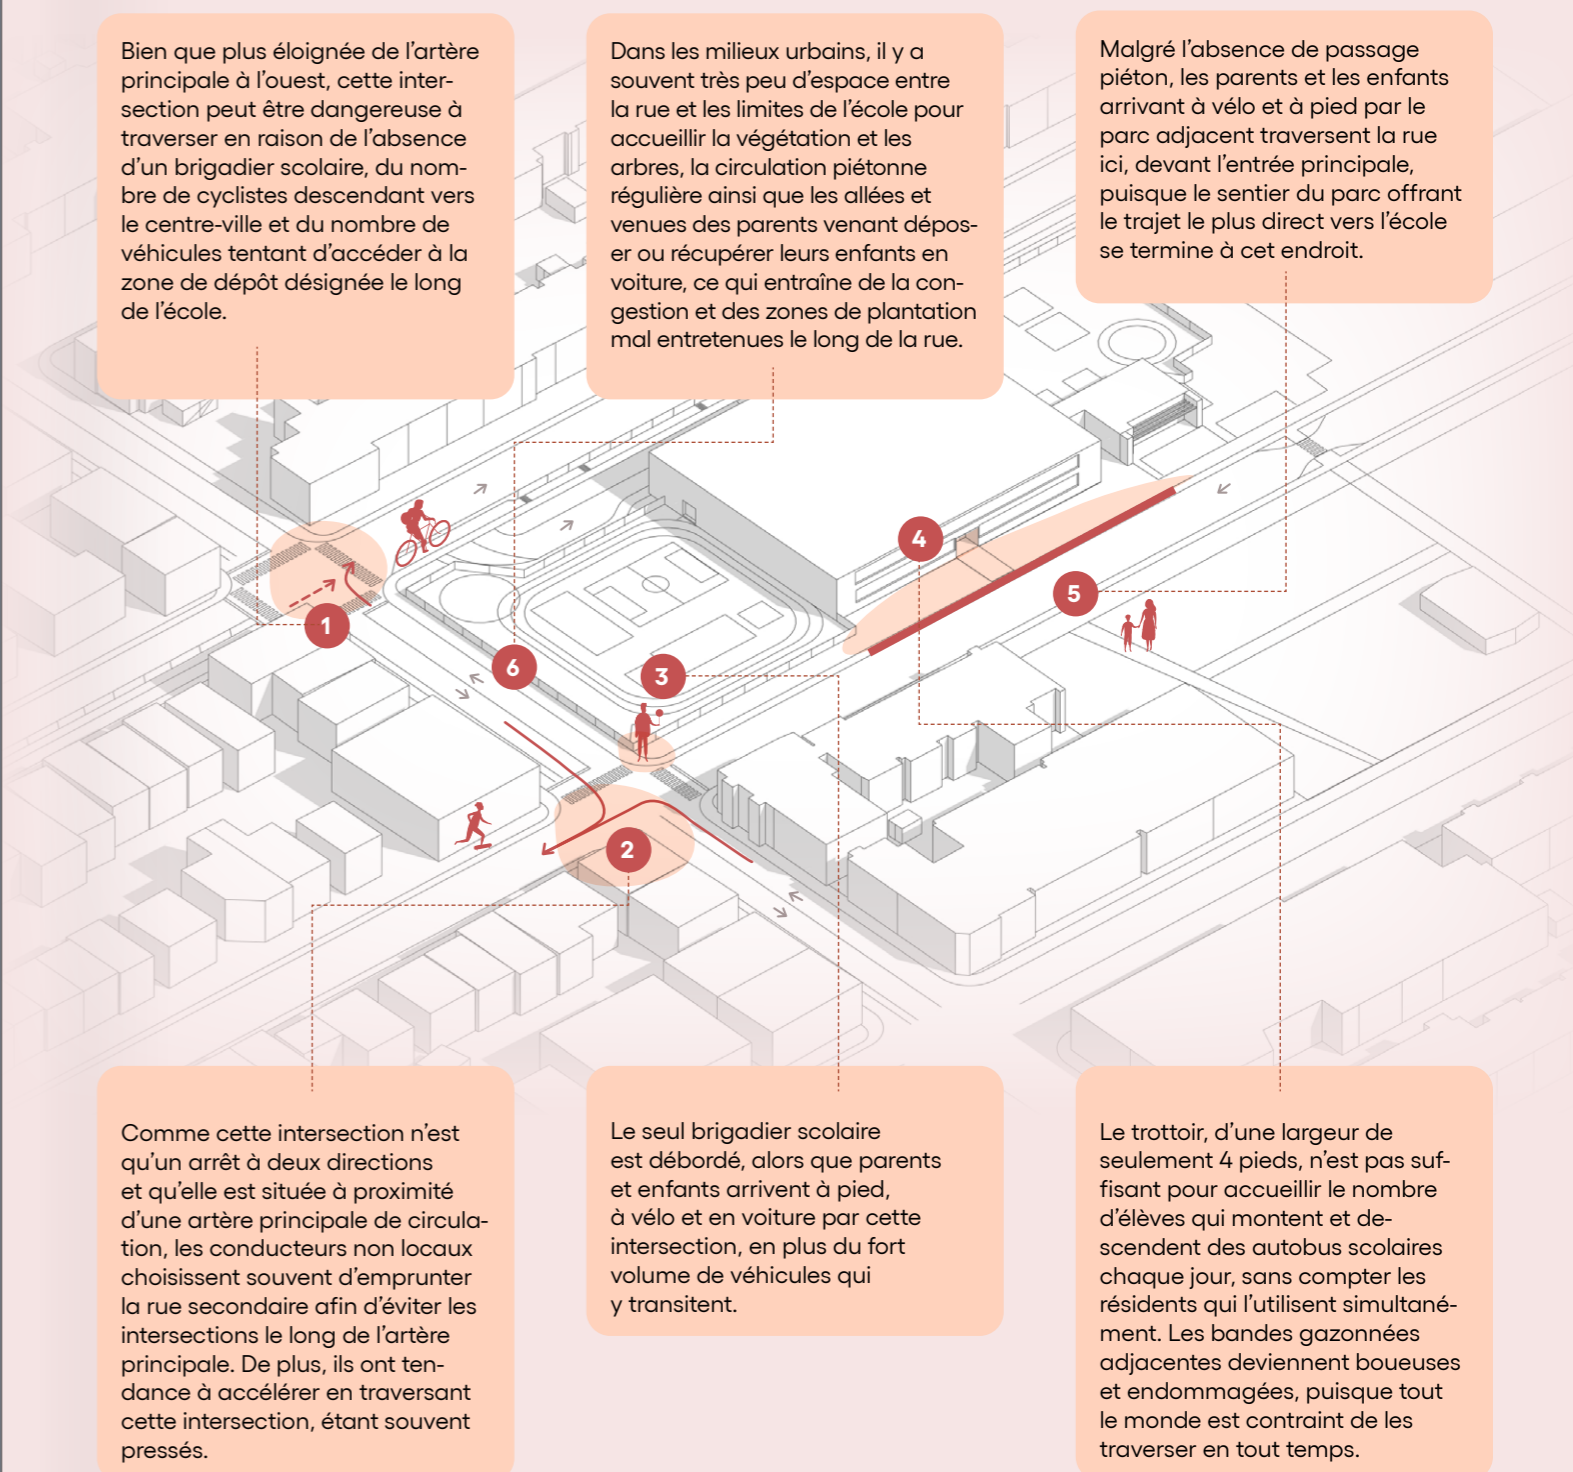 Bien que plus éloignée de l'artère
principale à l'ouest, cette inter-
section peut être dangereuse à
traverser en raison de l'absence
d'un brigadier scolaire, du nom-
bre de cyclistes descendant vers
le centre-ville et du nombre de
véhicules tentant d'accéder à la
zone de dépôt désignée le long
de l'école.
Dans les milieux urbains, il y a
souvent très peu d'espace entre
la rue et les limites de l'école pour
accueillir la végétation et les
arbres, la circulation piétonne
régulière ainsi que les allées et
venues des parents venant dépos-
er ou récupérer leurs enfants en
voiture, ce qui entraîne de la con-
gestion et des zones de plantation
mal entretenues le long de la rue.
Malgré l'absence de passage
piéton, les parents et les enfants
arrivant à vélo et à pied par le
parc adjacent traversent la rue
ici, devant l'entrée principale,
puisque le sentier du parc offrant
le trajet le plus direct vers l'école
se termine à cet endroit.
4
5
1
6
3
2
Comme cette intersection n'est
qu'un arrêt à deux directions
et qu'elle est située à proximité
d'une artère principale de circula-
tion, les conducteurs non locaux
choisissent souvent d'emprunter
la rue secondaire afin d'éviter les
intersections le long de l'artère
principale. De plus, ils ont ten-
dance à accélérer en traversant
cette intersection, étant souvent
pressés.
Le seul brigadier scolaire
est débordé, alors que parents
et enfants arrivent à pied,
à vélo et en voiture par cette
intersection, en plus du fort
volume de véhicules qui
y transitent.
Le trottoir, d'une largeur de
seulement 4 pieds, n'est pas suf-
fisant pour accueillir le nombre
d'élèves qui montent et de-
scendent des autobus scolaires
chaque jour, sans compter les
résidents qui l'utilisent simultané-
ment. Les bandes gazonnées
adjacentes deviennent boueuses
et endommagées, puisque tout
le monde est contraint de les
traverser en tout temps.